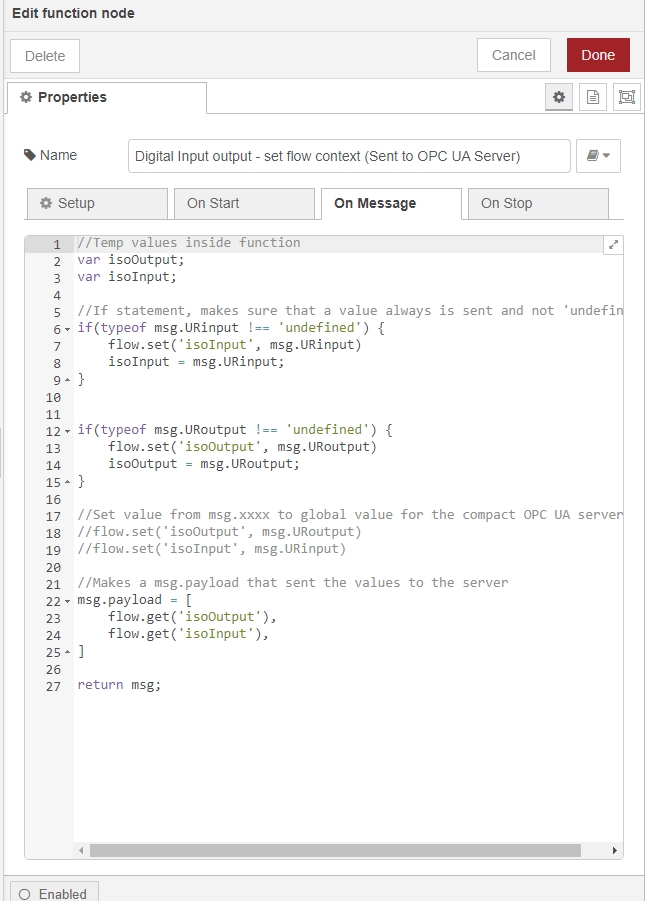 Edit function node
Delete
Cancel
Done
Properties
Name
Digital Input output - set flow context (Sent to OPC UA Server)
Setup
On Start
On Message
On Stop
1 //Temp values inside function
2 var isoOutput;
3 var isoInput;
4
5 //If statement, makes sure that a value always is sent and not 'undefin
6 if(typeof msg.URinput !== 'undefined') {
7     flow.set('isoInput', msg.URinput)
8     isoInput = msg.URinput;
9 }
10
11
12 if(typeof msg.URoutput !== 'undefined') {
13     flow.set('isoOutput', msg.URoutput)
14     isoOutput = msg.URoutput;
15 }
16
17 //Set value from msg.xxxx to global value for the compact OPC UA server
18 //flow.set('isoOutput', msg.URoutput)
19 //flow.set('isoInput', msg.URinput)
20
21 //Makes a msg.payload that sent the values to the server
22 msg.payload = [
23     flow.get('isoOutput'),
24     flow.get('isoInput'),
25 ]
26
27 return msg;
Enabled